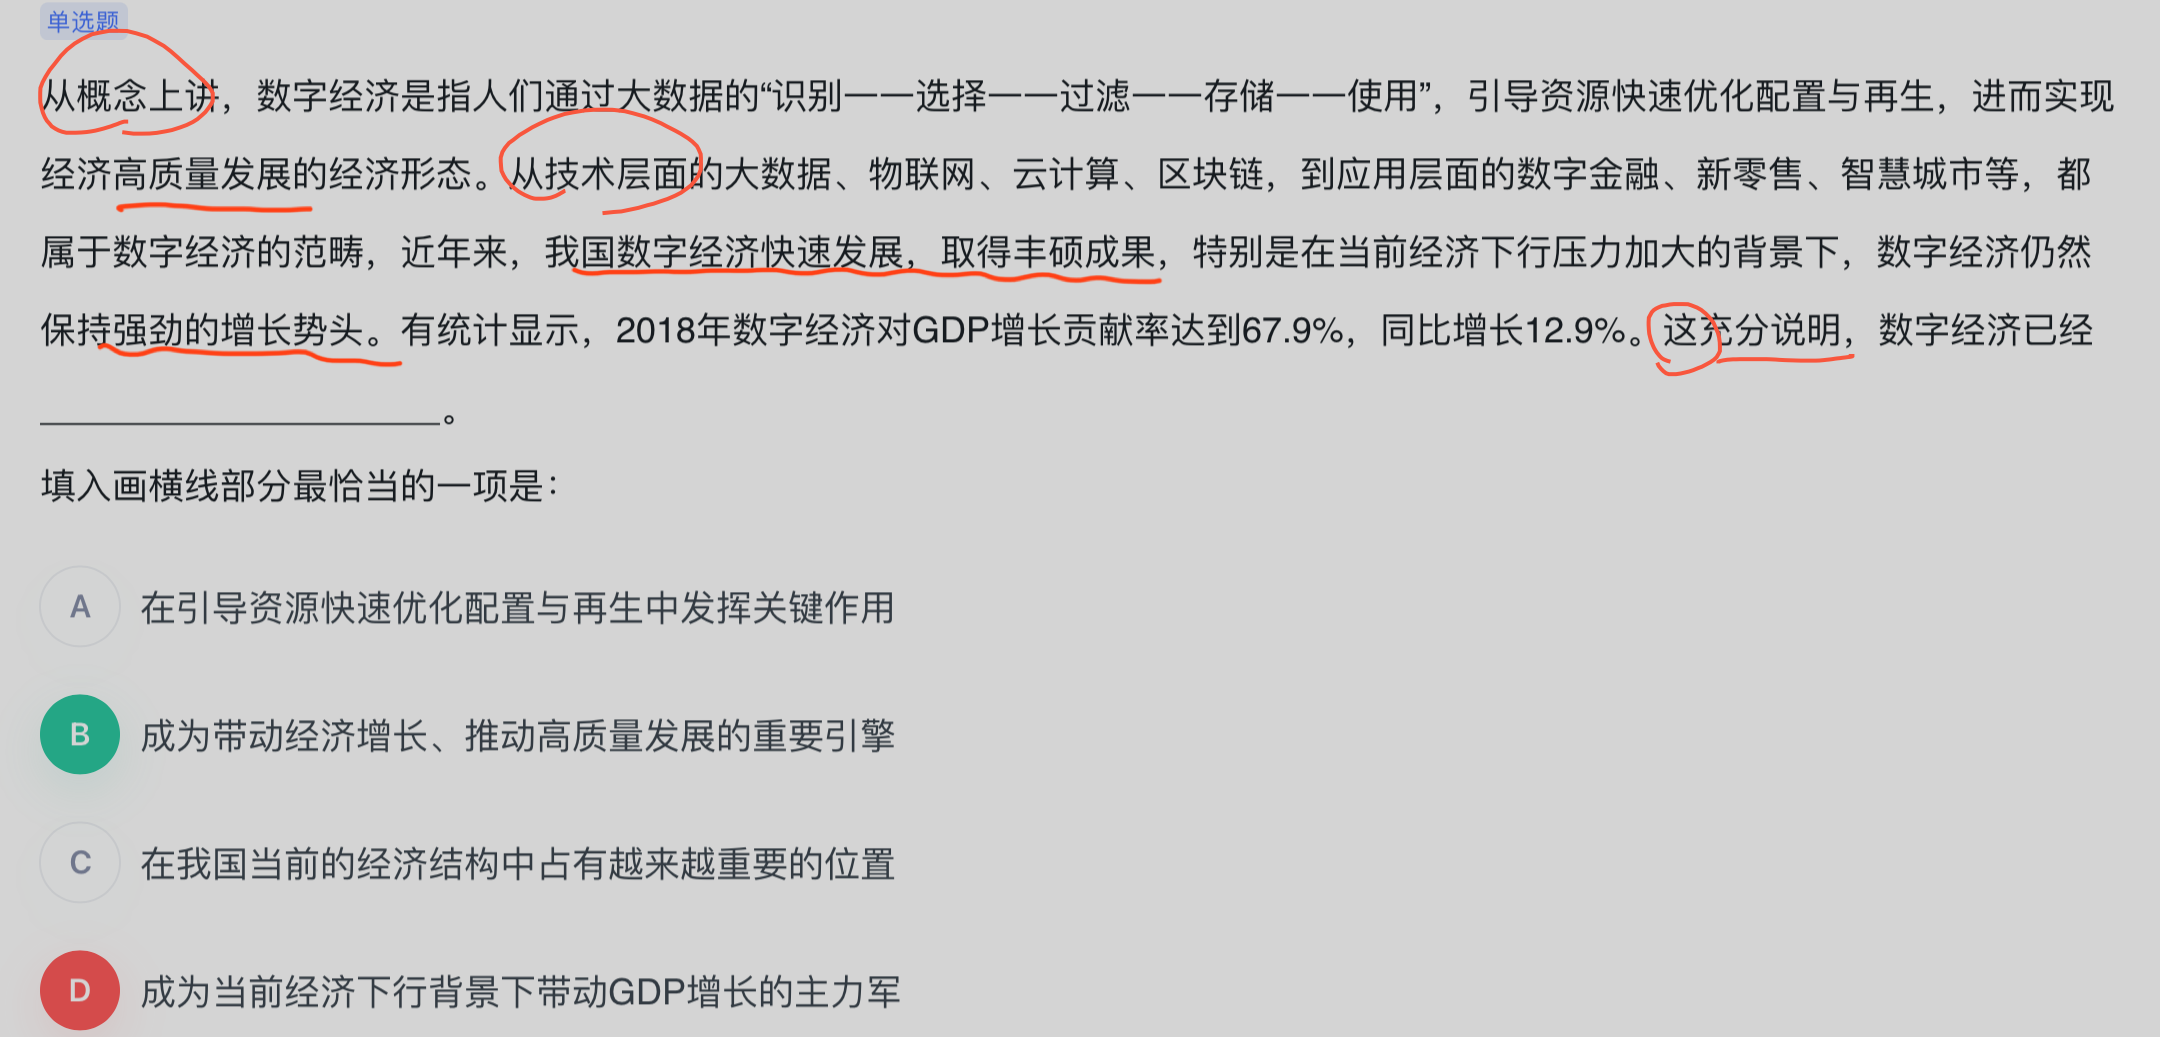 单选题
从概念上讲，数字经济是指人们通过大数据的“识别一一选择一一过滤一一存储一一使用”，引导资源快速优化配置与再生，进而实现
经济高质量发展的经济形态。从技术层面的大数据、物联网、云计算、区块链，到应用层面的数字金融、新零售、智慧城市等，都
属于数字经济的范畴，近年来，我国数字经济快速发展，取得丰硕成果，特别是在当前经济下行压力加大的背景下，数字经济仍然
保持强劲的增长势头。有统计显示，2018年数字经济对GDP增长贡献率达到67.9%，同比增长12.9%。这充分说明，数字经济已经
____________________。
填入画横线部分最恰当的一项是：
A 在引导资源快速优化配置与再生中发挥关键作用
B 成为带动经济增长、推动高质量发展的重要引擎
C 在我国当前的经济结构中占有越来越重要的位置
D 成为当前经济下行背景下带动GDP增长的主力军